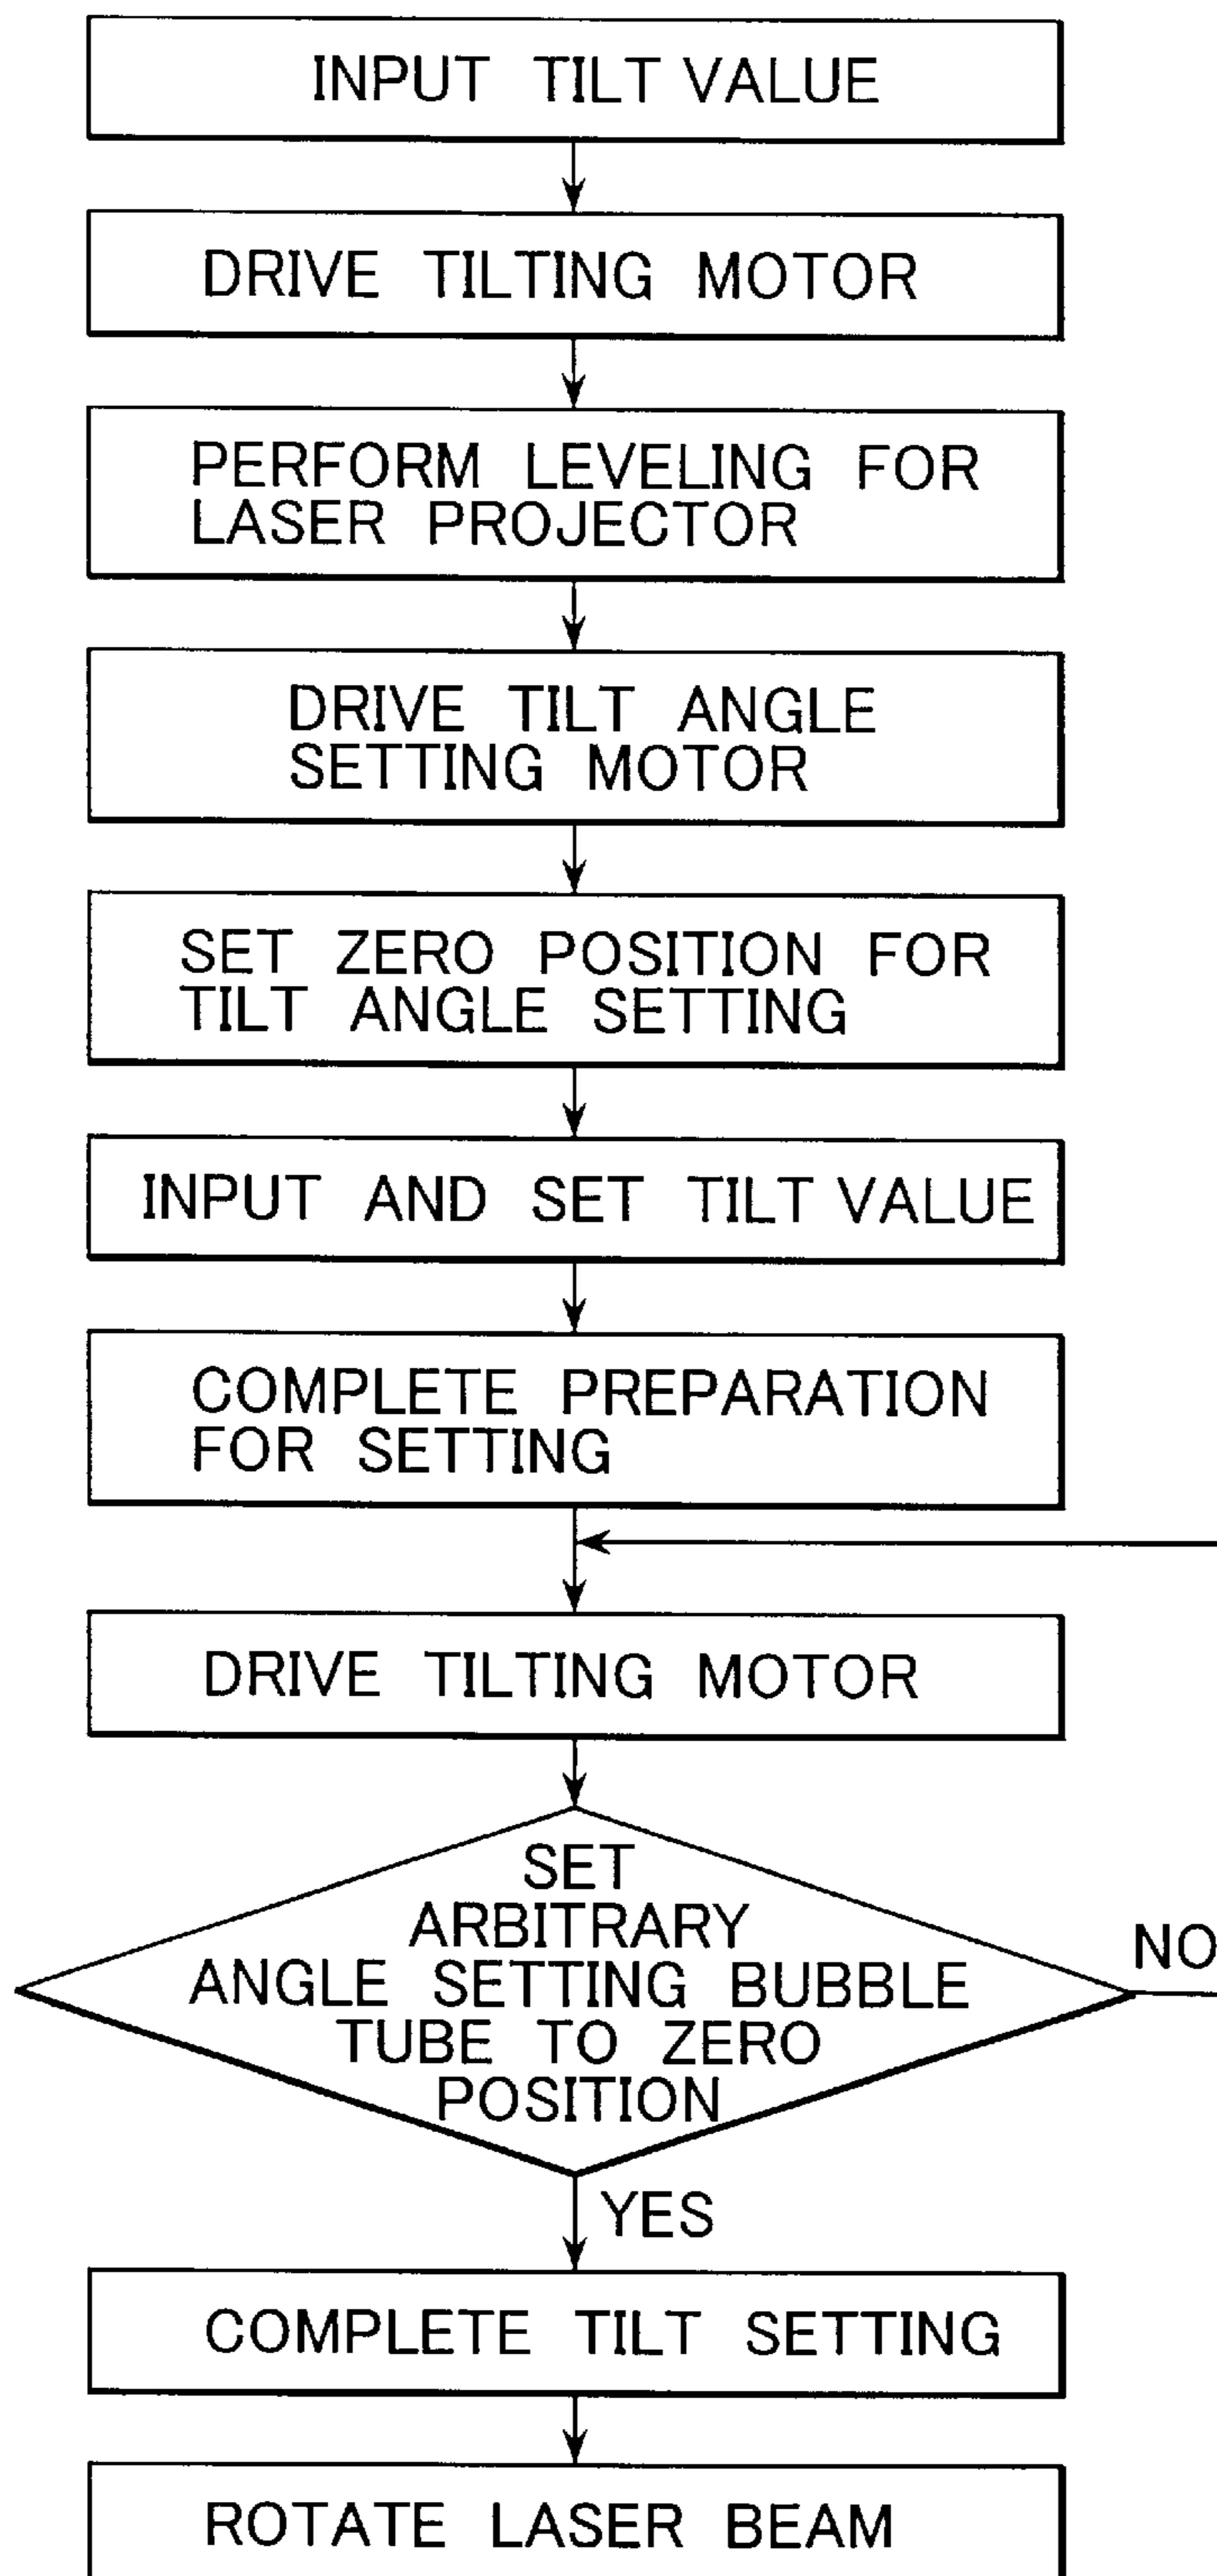 INPUT TILT VALUE
DRIVE TILTING MOTOR
PERFORM LEVELING FOR
LASER PROJECTOR
DRIVE TILT ANGLE
SETTING MOTOR
SET ZERO POSITION FOR
TILT ANGLE SETTING
INPUT AND SET TILT VALUE
COMPLETE PREPARATION
FOR SETTING
DRIVE TILTING MOTOR
SET
ARBITRARY
ANGLE SETTING BUBBLE
TUBE TO ZERO
POSITION
NO
YES
COMPLETE TILT SETTING
ROTATE LASER BEAM